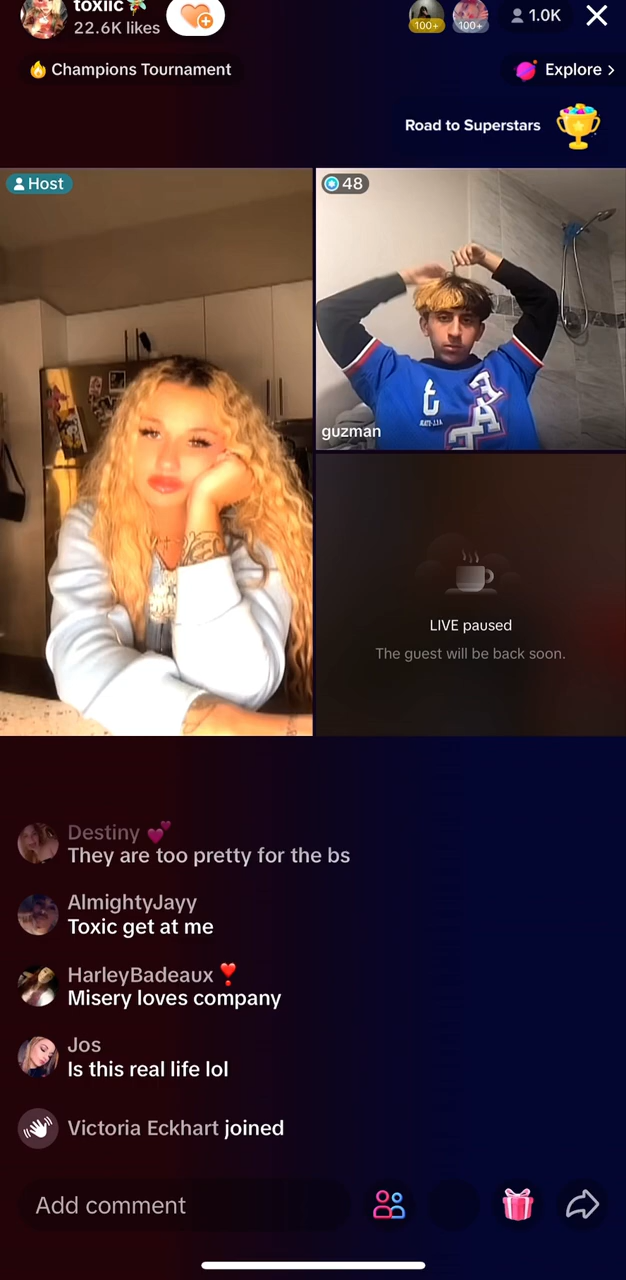 toxiic
22.6K likes
100+
100+
1.0K
Champions Tournament
Explore >
Road to Superstars
Host
48
guzman
LIVE paused
The guest will be back soon.
Destiny 💕
They are too pretty for the bs
AlmightyJayy
Toxic get at me
HarleyBadeaux ❣️
Misery loves company
Jos
Is this real life lol
Victoria Eckhart joined
Add comment